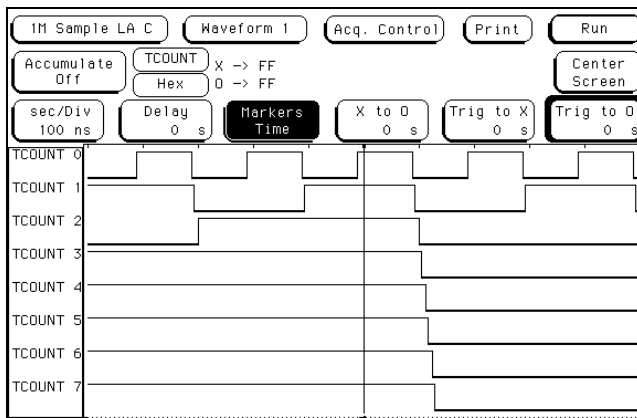 1M Sample LA C Waveform 1 Acq. Control Print Run
Accumulate Off TCOUNT X -> FF Center Screen
Hex O -> FF
sec/Div 100 ns Delay 0 s Markers Time X to O 0 s Trig to X 0 s Trig to O 0 s
TCOUNT 0
TCOUNT 1
TCOUNT 2
TCOUNT 3
TCOUNT 4
TCOUNT 5
TCOUNT 6
TCOUNT 7